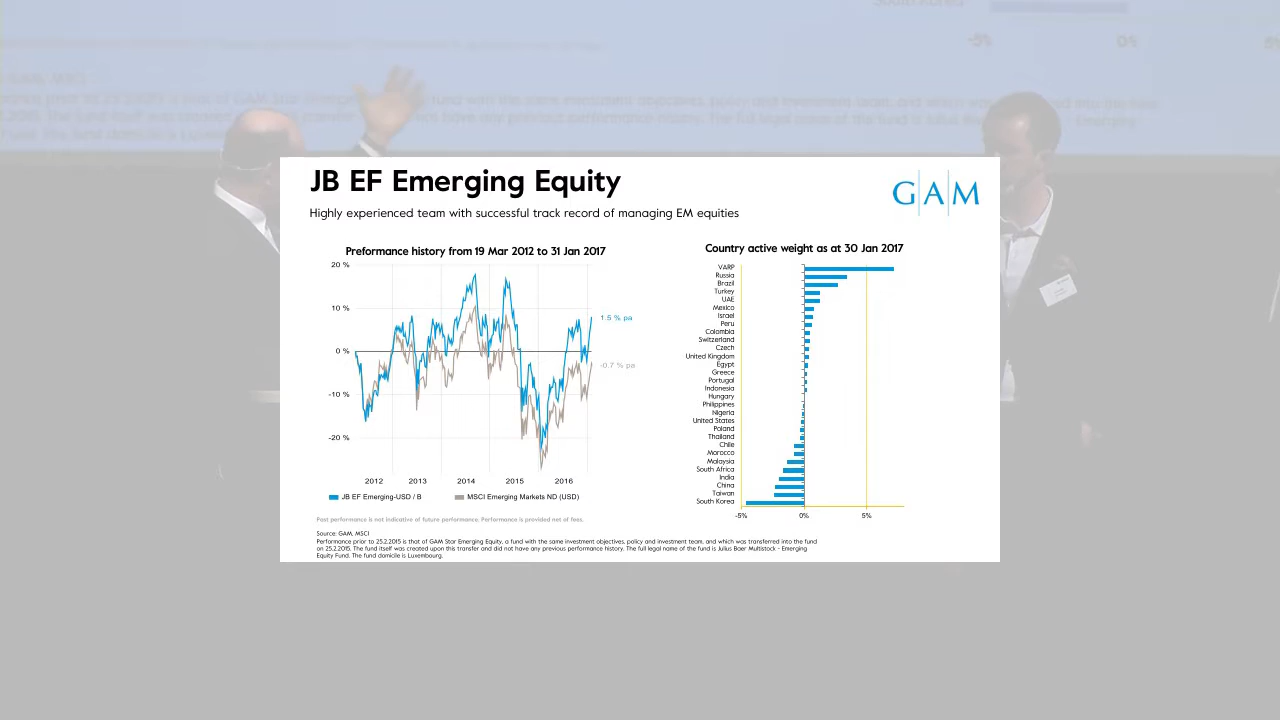 JB EF Emerging Equity
GAM
Highly experienced team with successful track record of managing EM equities
Preformance history from 19 Mar 2012 to 31 Jan 2017
20 %
10 %
0 %
-10 %
-20 %
1.5 % pa
-0.7 % pa
2012 2013 2014 2015 2016
JB EF Emerging-USD / B MSCI Emerging Markets ND (USD)
Country active weight as at 30 Jan 2017
VARP
Russia
Brazil
Turkey
UAE
Mexico
Israel
Peru
Colombia
Switzerland
Czech
United Kingdom
Egypt
Greece
Portugal
Indonesia
Hungary
Philippines
Nigeria
United States
Poland
Thailand
Chile
Morocco
Malaysia
South Africa
India
China
Taiwan
South Korea
-5% 0% 5%
Past performance is not indicative of future performance. Performance is provided net of fees.
Source: GAM, MSCI
Performance prior to 25.2.2015 is that of GAM Star Emerging Equity, a fund with the same investment objectives, policy and investment team, and which was transferred into the fund
on 25.2.2015. The fund itself was created upon this transfer and did not have any previous performance history. The full legal name of the fund is Julius Baer Multistock - Emerging
Equity Fund. The fund domicile is Luxembourg.